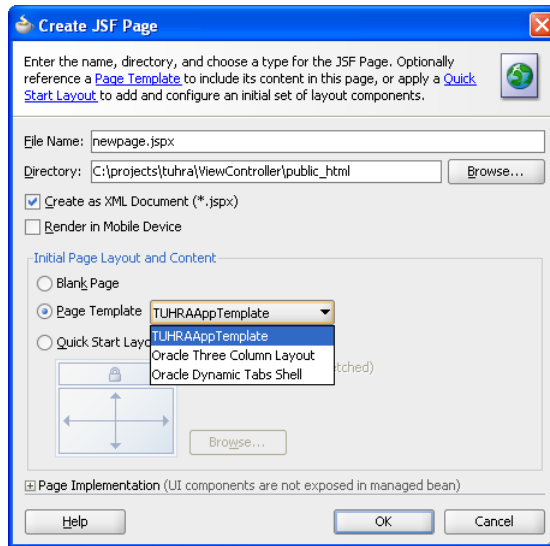 Create JSF Page
Enter the name, directory, and choose a type for the JSF Page. Optionally
reference a Page Template to include its content in this page, or apply a Quick
Start Layout to add and configure an initial set of layout components.
File Name: newpage.jspx
Directory: C:\projects\tuhra\ViewController\public_html Browse...
Create as XML Document (*.jspx)
Render in Mobile Device
Initial Page Layout and Content
Blank Page
Page Template TUHRAAppTemplate
Quick Start Layo TUHRAAppTemplate
Oracle Three Column Layout tched)
Oracle Dynamic Tabs Shell
Browse...
Page Implementation (UI components are not exposed in managed bean)
Help OK Cancel